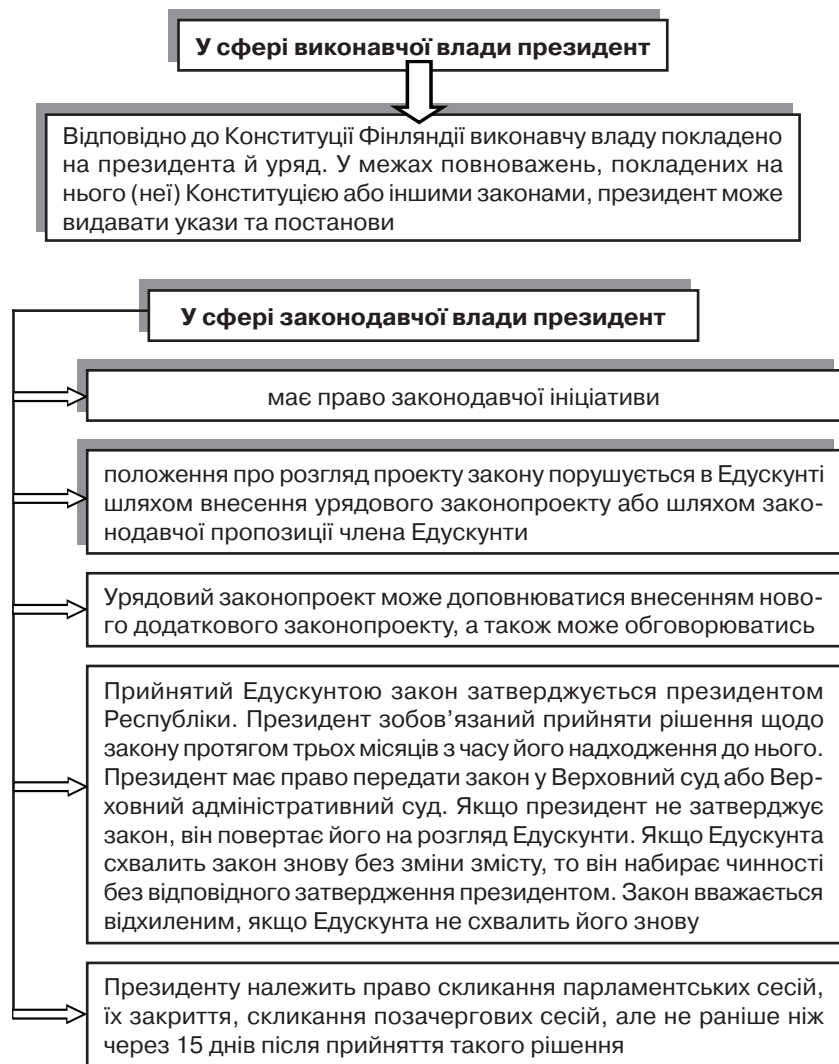 У сфері виконавчої влади президент
Відповідно до Конституції Фінляндії виконавчу владу покладено
на президента й уряд. У межах повноважень, покладених на
нього (неї) Конституцією або іншими законами, президент може
видавати укази та постанови
У сфері законодавчої влади президент
має право законодавчої ініціативи
положення про розгляд проекту закону порушується в Едускунті
шляхом внесення урядового законопроекту або шляхом зако-
нодавчої пропозиції члена Едускунти
Урядовий законопроект може доповнюватися внесенням ново-
го додаткового законопроекту, а також може обговорюватись
Прийнятий Едускунтою закон затверджується президентом
Республіки. Президент зобов’язаний прийняти рішення щодо
закону протягом трьох місяців з часу його надходження до нього.
Президент має право передати закон у Верховний суд або Вер-
ховний адміністративний суд. Якщо президент не затверджує
закон, він повертає його на розгляд Едускунти. Якщо Едускунта
схвалить закон знову без зміни змісту, то він набирає чинності
без відповідного затвердження президентом. Закон вважається
відхиленим, якщо Едускунта не схвалить його знову
Президенту належить право скликання парламентських сесій,
їх закриття, скликання позачергових сесій, але не раніше ніж
через 15 днів після прийняття такого рішення